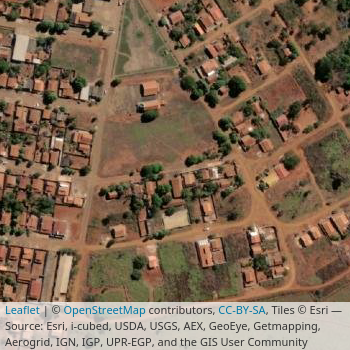 Leaflet | © OpenStreetMap contributors, CC-BY-SA, Tiles © Esri —
Source: Esri, i-cubed, USDA, USGS, AEX, GeoEye, Getmapping,
Aerogrid, IGN, IGP, UPR-EGP, and the GIS User Community